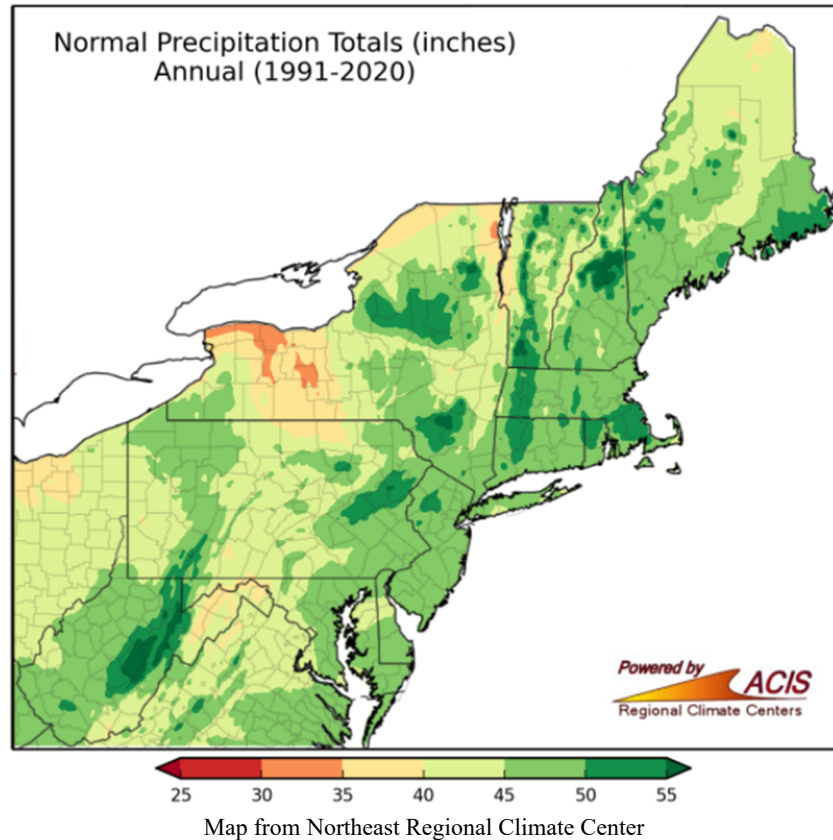 Normal Precipitation Totals (inches)
Annual (1991-2020)
Powered by
ACIS
Regional Climate Centers
25 30 35 40 45 50 55
Map from Northeast Regional Climate Center